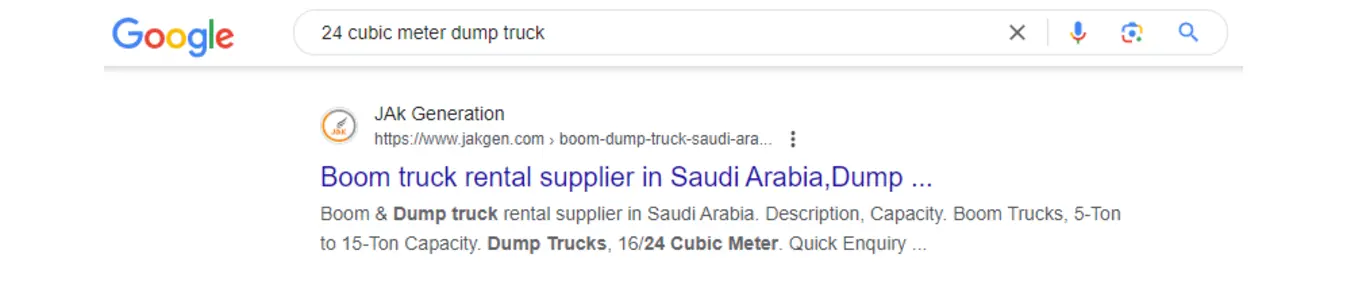 Google
24 cubic meter dump truck
JAK
JAk Generation
https://www.jakgen.com › boom-dump-truck-saudi-ara...
Boom truck rental supplier in Saudi Arabia,Dump ...
Boom & Dump truck rental supplier in Saudi Arabia. Description, Capacity. Boom Trucks, 5-Ton
to 15-Ton Capacity. Dump Trucks, 16/24 Cubic Meter. Quick Enquiry ...